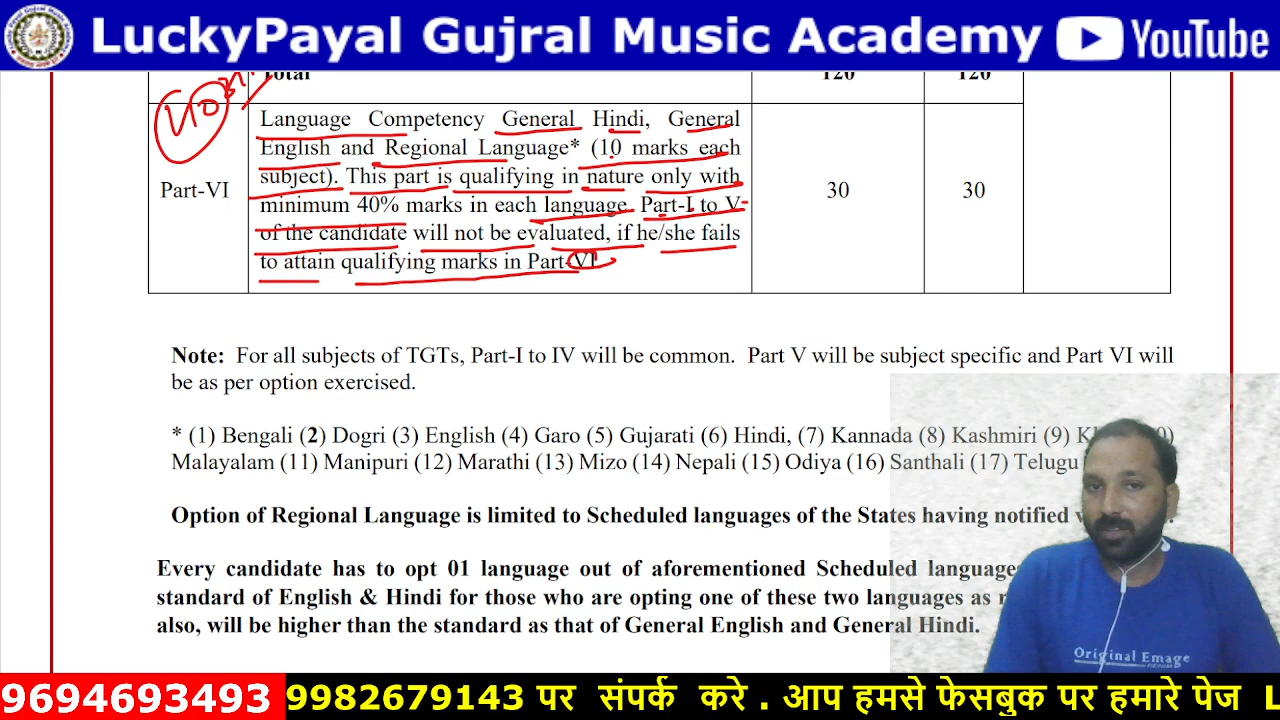 LuckyPayal Gujral Music Academy YouTube
Total 120 120
Language Competency General Hindi, General
English and Regional Language* (10 marks each
subject). This part is qualifying in nature only with
Part-VI 30 30
minimum 40% marks in each language. Part-I to V
of the candidate will not be evaluated, if he/she fails
to attain qualifying marks in Part-VI
Note: For all subjects of TGTs, Part-I to IV will be common. Part V will be subject specific and Part VI will
be as per option exercised.
* (1) Bengali (2) Dogri (3) English (4) Garo (5) Gujarati (6) Hindi, (7) Kannada (8) Kashmiri (9)
Malayalam (11) Manipuri (12) Marathi (13) Mizo (14) Nepali (15) Odiya (16) Santhali (17) Telugu
Option of Regional Language is limited to Scheduled languages of the States having notified
Every candidate has to opt 01 language out of aforementioned Scheduled language
standard of English & Hindi for those who are opting one of these two languages as
also, will be higher than the standard as that of General English and General Hindi.
Original Emage
9694693493 9982679143 पर संपर्क करे . आप हमसे फेसबुक पर हमारे पेज L